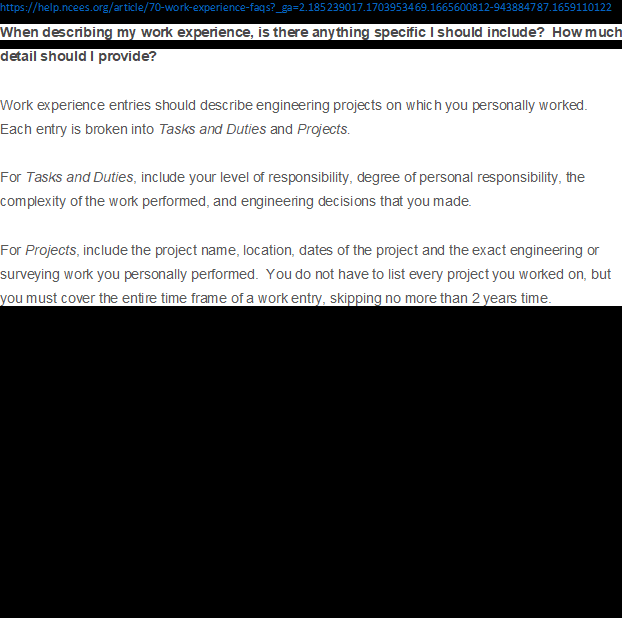 https://help.ncees.org/article/70-work-experience-faqs?_ga=2.185239017.1703953469.1665600812-943884787.1659110122
When describing my work experience, is there anything specific I should include?  How much
detail should I provide?
Work experience entries should describe engineering projects on which you personally worked.
Each entry is broken into Tasks and Duties and Projects.
For Tasks and Duties, include your level of responsibility, degree of personal responsibility, the
complexity of the work performed, and engineering decisions that you made.
For Projects, include the project name, location, dates of the project and the exact engineering or
surveying work you personally performed.  You do not have to list every project you worked on, but
you must cover the entire time frame of a work entry, skipping no more than 2 years time.